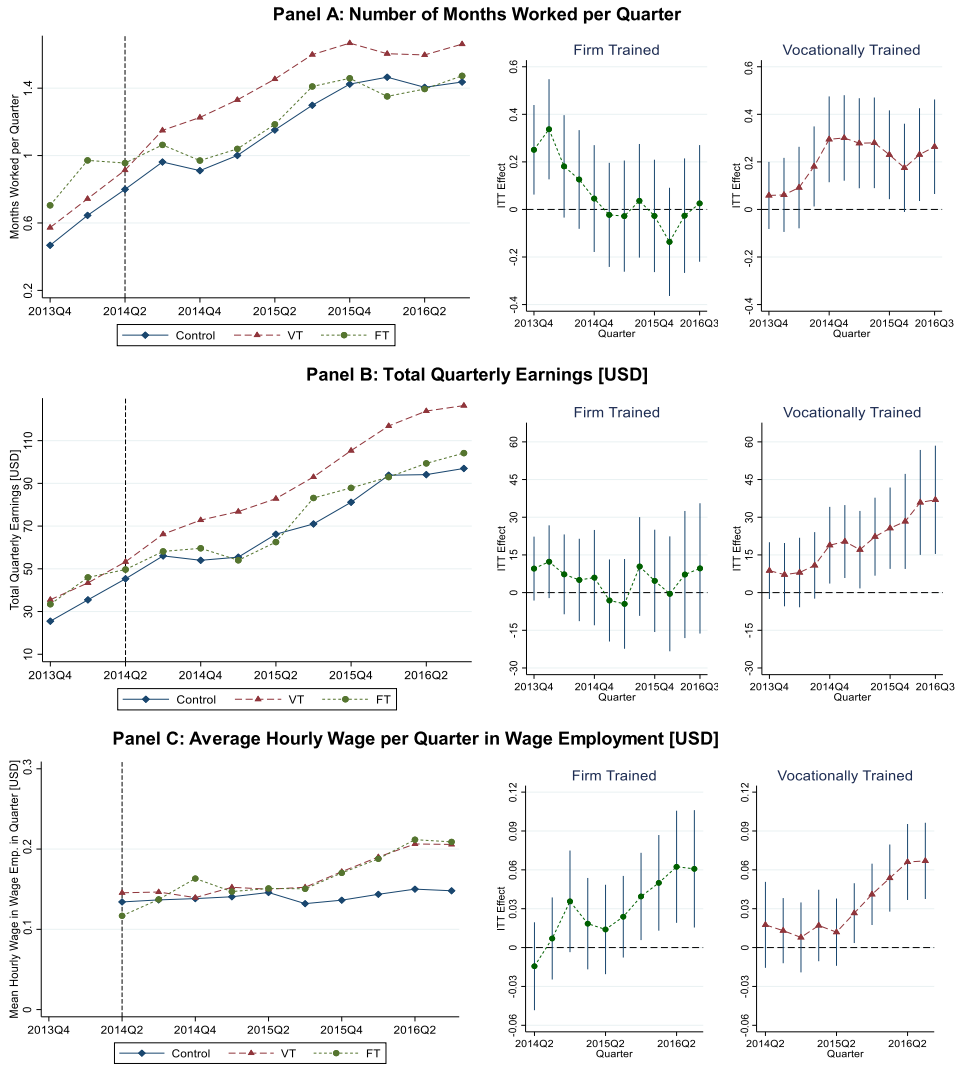 Panel A: Number of Months Worked per Quarter
Months Worked per Quarter
1.4
1
0.6
0.2
2013Q4 2014Q2 2014Q4 2015Q2 2015Q4 2016Q2
Control VT FT
Firm Trained
ITT Effect
0.6
0.4
0.2
0
-0.2
-0.4
2013Q4 2014Q4 2015Q4 2016Q3
Quarter
Vocationally Trained
ITT Effect
0.6
0.4
0.2
0
-0.2
-0.4
2013Q4 2014Q4 2015Q4 2016Q3
Quarter
Panel B: Total Quarterly Earnings [USD]
Total Quarterly Earnings [USD]
110
90
70
50
30
10
2013Q4 2014Q2 2014Q4 2015Q2 2015Q4 2016Q2
Control VT FT
Firm Trained
ITT Effect
60
45
30
15
0
-15
-30
2013Q4 2014Q4 2015Q4 2016Q3
Quarter
Vocationally Trained
ITT Effect
60
45
30
15
0
-15
-30
2013Q4 2014Q4 2015Q4 2016Q3
Quarter
Panel C: Average Hourly Wage per Quarter in Wage Employment [USD]
Mean Hourly Wage in Wage Emp. in Quarter [USD]
0.3
0.2
0.1
0
2013Q4 2014Q2 2014Q4 2015Q2 2015Q4 2016Q2
Control VT FT
Firm Trained
ITT Effect
0.12
0.09
0.06
0.03
0
-0.03
-0.06
2014Q2 2015Q2 2016Q2
Quarter
Vocationally Trained
ITT Effect
0.12
0.09
0.06
0.03
0
-0.03
-0.06
2014Q2 2015Q2 2016Q2
Quarter